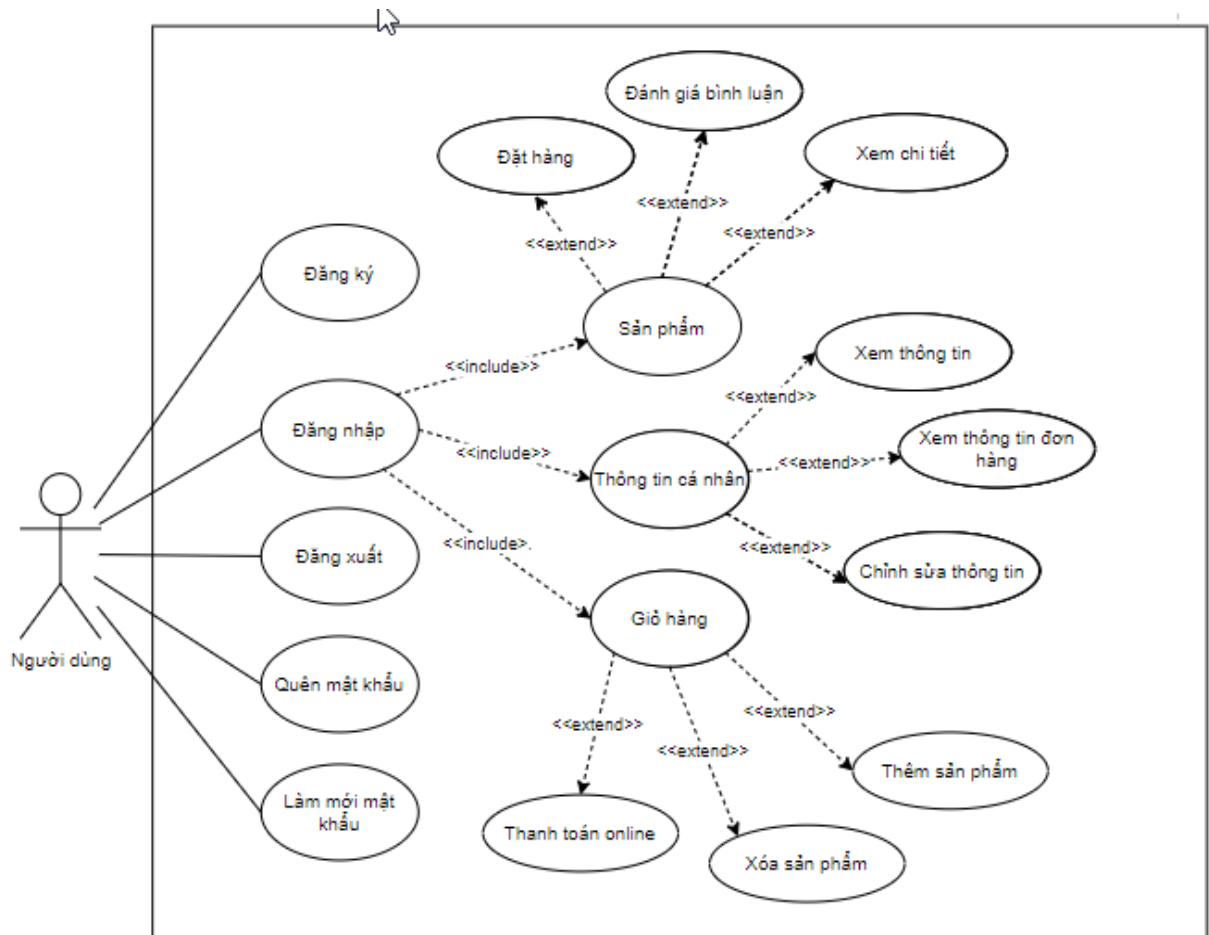 Đánh giá bình luận
Đặt hàng
Xem chi tiết
<<extend>>
<<extend>>
<<extend>>
Đăng ký
Sản phẩm
Xem thông tin
<<include>>
<<extend>>
Đăng nhập
Xem thông tin đơn
hàng
<<include>>
<<extend>>
Thông tin cá nhân
<<include>.
<<extend>>
Đăng xuất
Chỉnh sửa thông tin
Giỏ hàng
Người dùng
Quên mật khẩu
<<extend>>
<<extend>>
<<extend>>
Thêm sản phẩm
Làm mới mật
khẩu
Thanh toán online
Xóa sản phẩm